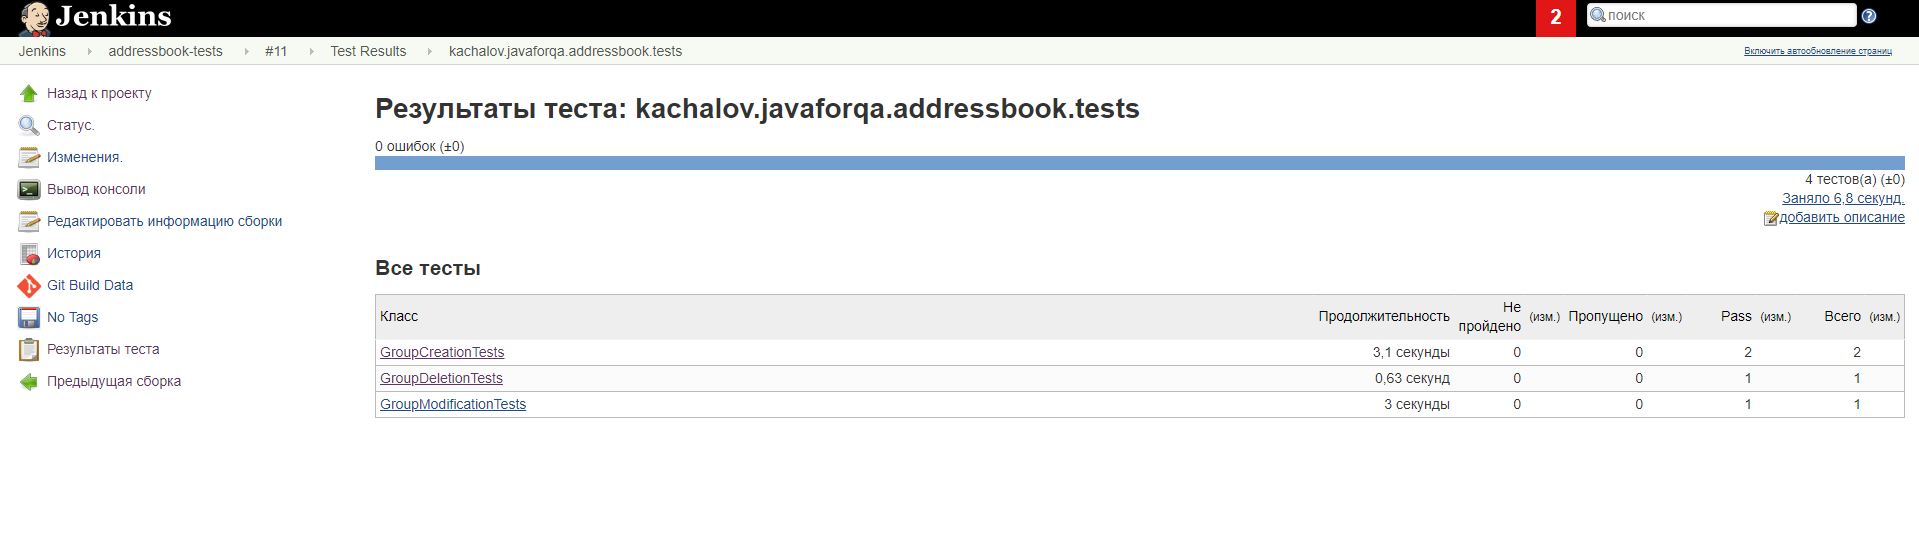 Jenkins
2
поиск
Jenkins addressbook-tests #11 Test Results kachalov.javaforqa.addressbook.tests
Включить автообновление страниц
Назад к проекту
Статус.
Изменения.
Вывод консоли
Редактировать информацию сборки
История
Git Build Data
No Tags
Результаты теста
Предыдущая сборка
Результаты теста: kachalov.javaforqa.addressbook.tests
0 ошибок (±0)
4 тестов(а) (±0)
Заняло 6,8 секунд.
добавить описание
Все тесты
Класс Продолжительность Не пройдено (изм.) Пропущено (изм.) Pass (изм.) Всего (изм.)
GroupCreationTests 3,1 секунды 0 0 2 2
GroupDeletionTests 0,63 секунд 0 0 1 1
GroupModificationTests 3 секунды 0 0 1 1